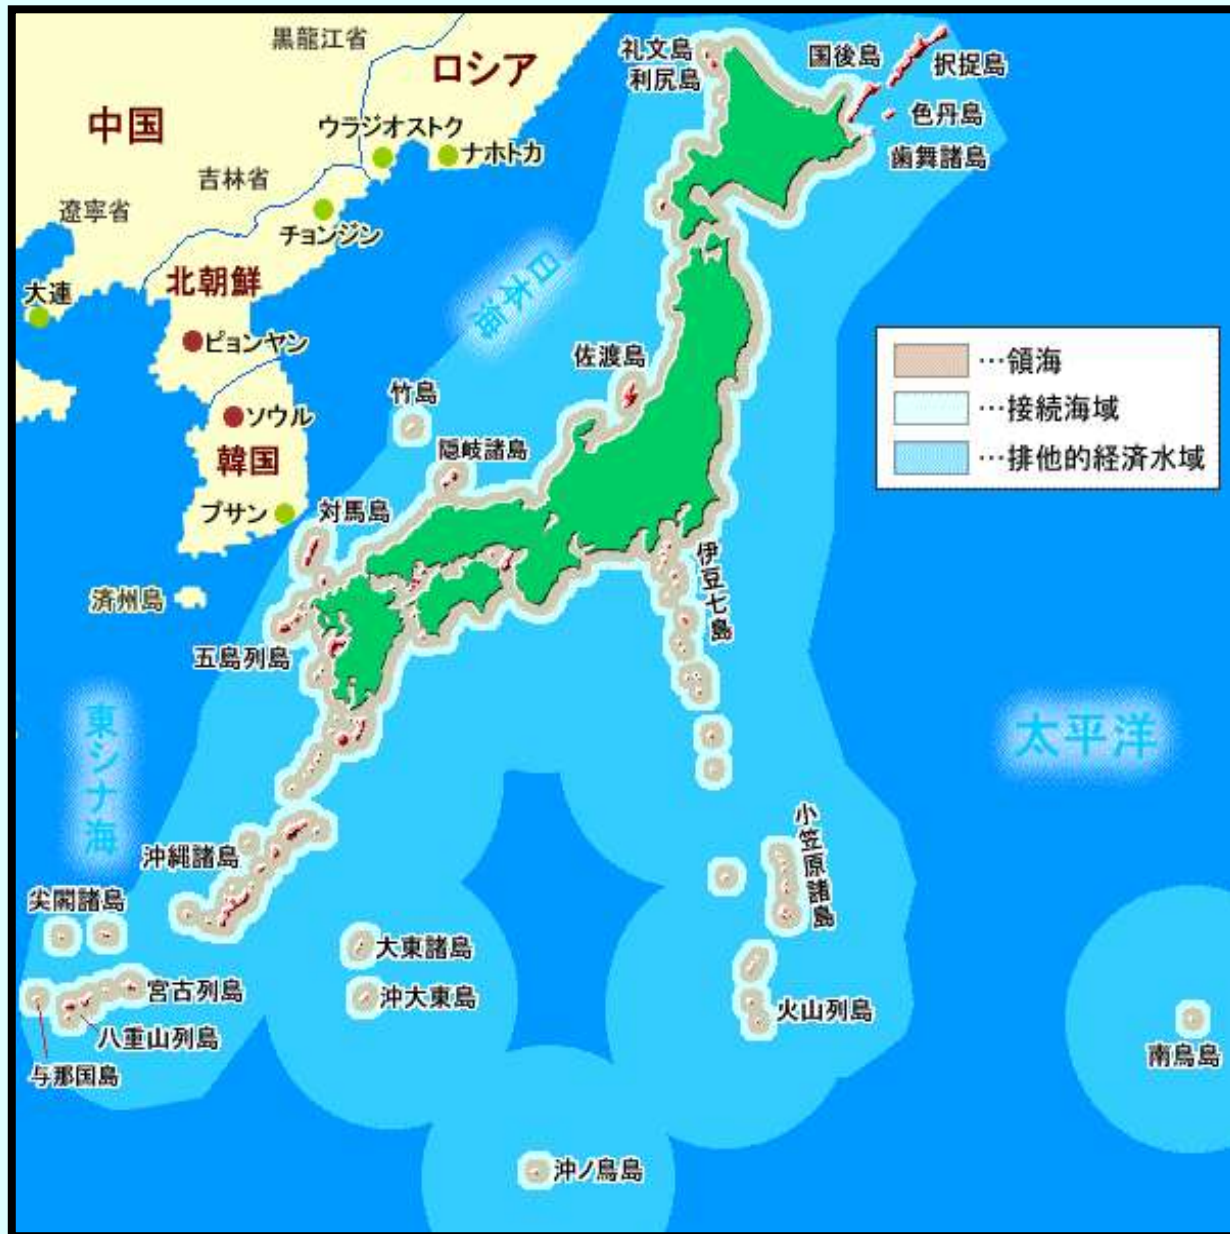 黒龍江省
ロシア
中国
ウラジオストク
ナホトカ
吉林省
遼寧省
チョンジン
北朝鮮
大連
ピョンヤン
ソウル
韓国
プサン
済州島
礼文島
利尻島
国後島
択捉島
色丹島
歯舞諸島
日本海
佐渡島
竹島
隠岐諸島
対馬島
五島列島
…領海
…接続海域
…排他的経済水域
伊豆七島
東シナ海
太平洋
小笠原諸島
沖縄諸島
尖閣諸島
大東諸島
沖大東島
宮古列島
八重山列島
与那国島
火山列島
南鳥島
沖ノ鳥島